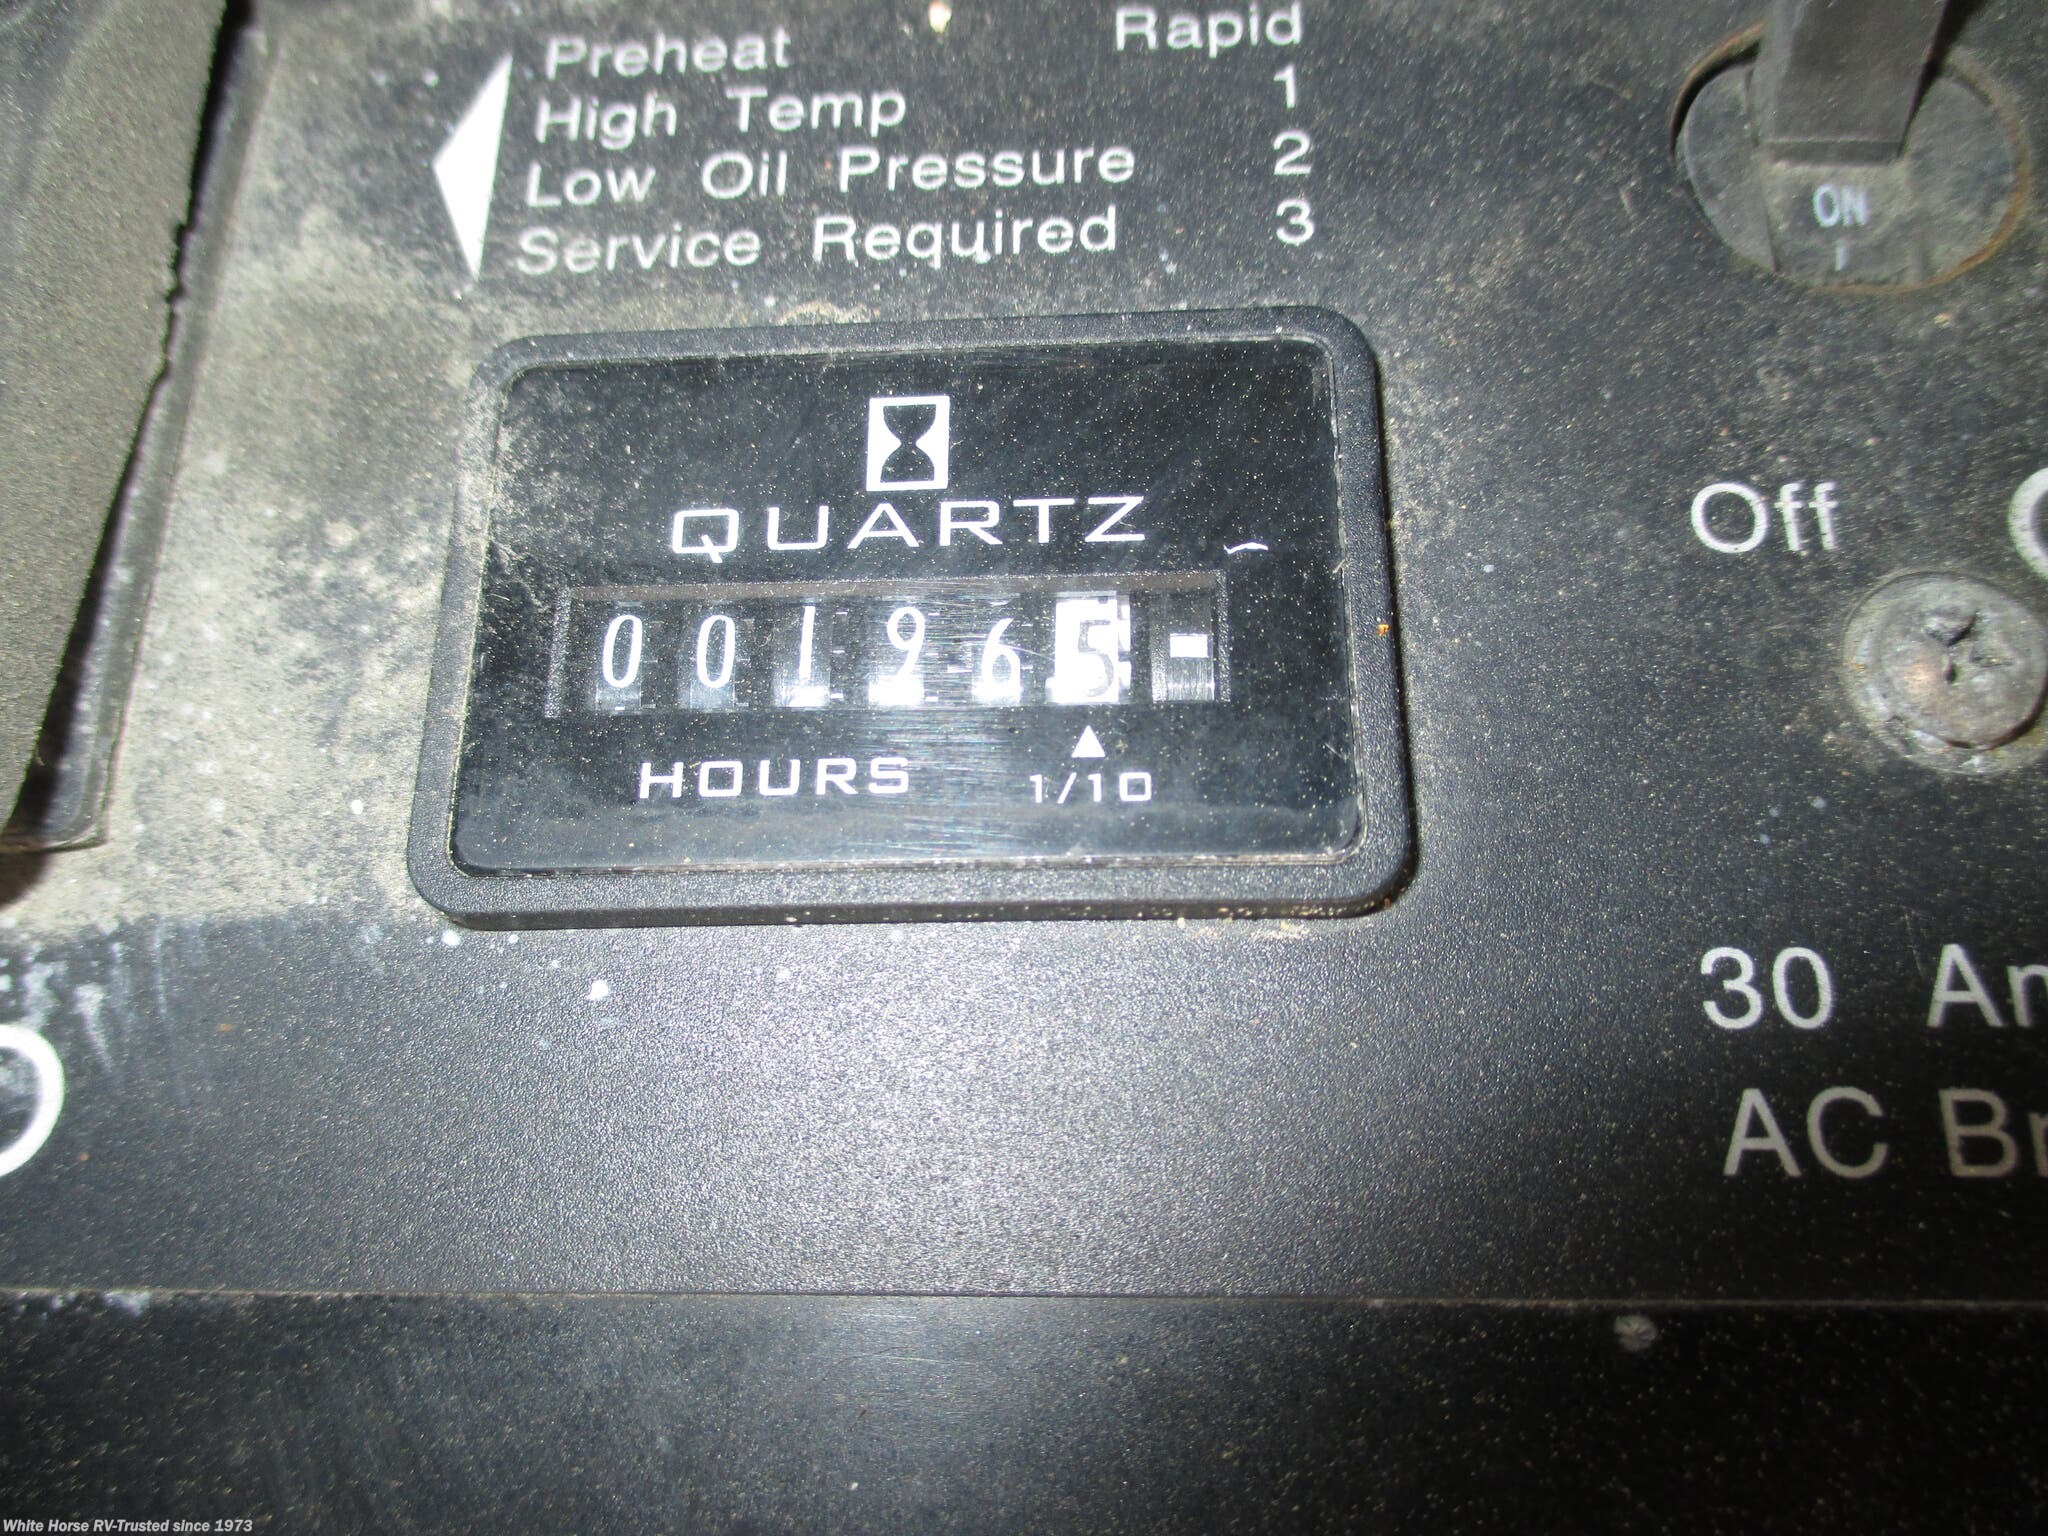 Preheat Rapid
High Temp 1
Low Oil Pressure 2
Service Required 3
ON
QUARTZ
Off
001965
HOURS 1/10
30
AC
White Horse RV-Trusted since 1973